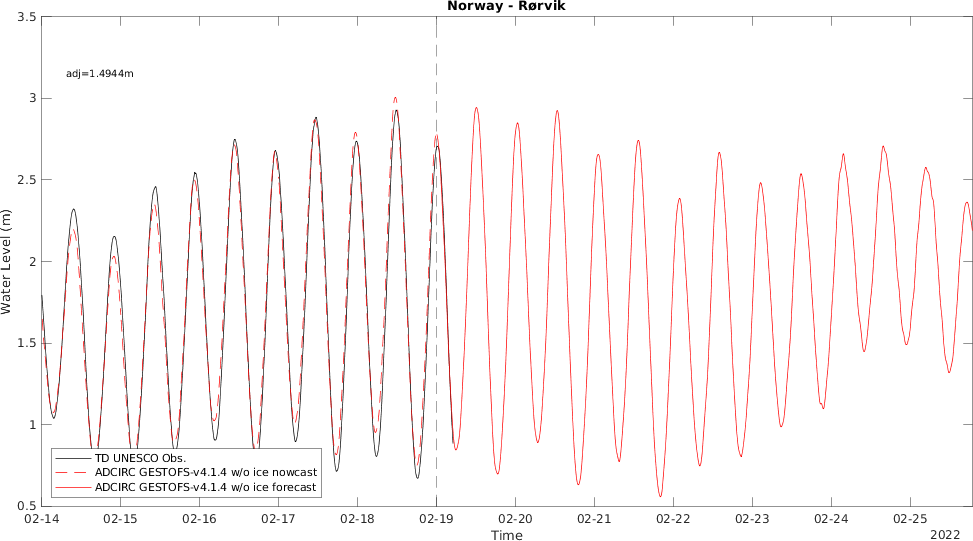 Norway - Rørvik
3.5
adj=1.4944m
3
2.5
Water Level (m)
2
1.5
1
0.5
TD UNESCO Obs.
ADCIRC GESTOFS-v4.1.4 w/o ice nowcast
ADCIRC GESTOFS-v4.1.4 w/o ice forecast
02-14 02-15 02-16 02-17 02-18 02-19 02-20 02-21 02-22 02-23 02-24 02-25
Time
2022